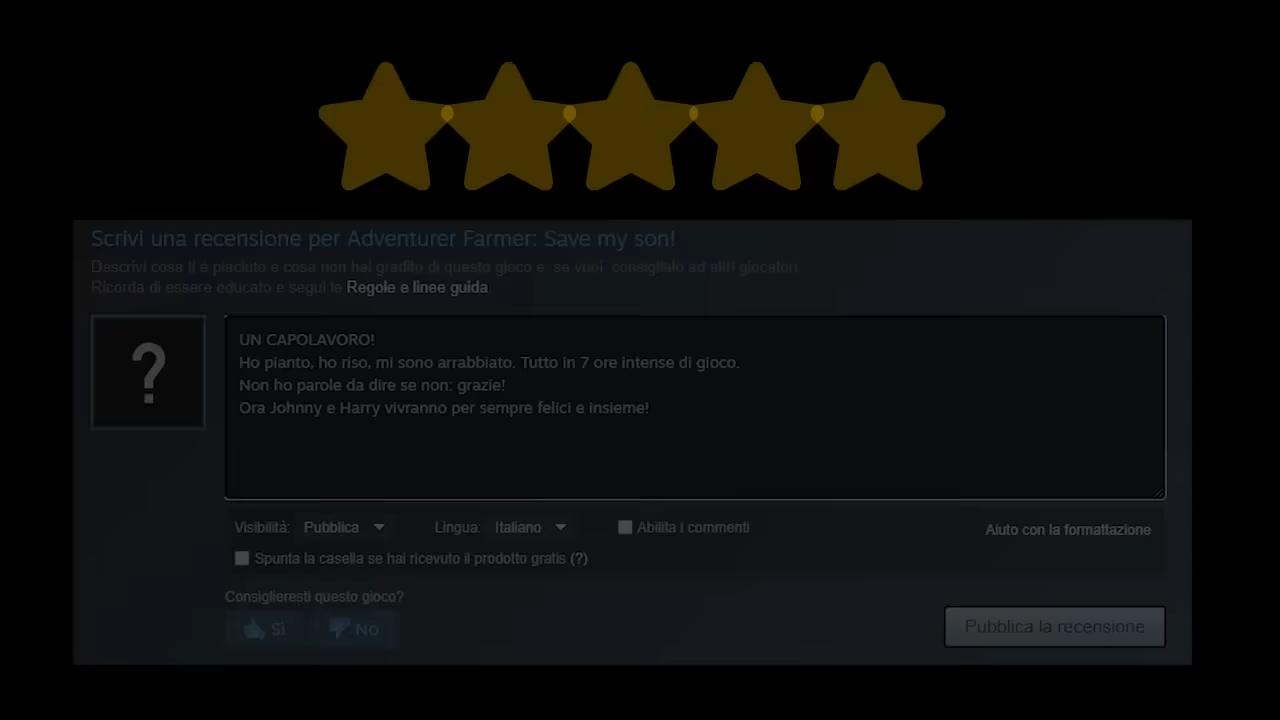 Scrivi una recensione per Adventurer Farmer: Save my son!
Descrivi cosa ti è piaciuto e cosa non hai gradito di questo gioco e, se vuoi, consiglialo ad altri giocatori.
Ricorda di essere educato e segui le Regole e linee guida.
?
UN CAPOLAVORO!
Ho pianto, ho riso, mi sono arrabbiato. Tutto in 7 ore intense di gioco.
Non ho parole da dire se non: grazie!
Ora Johnny e Harry vivranno per sempre felici e insieme!
Visibilità: Pubblica Lingua: Italiano Abilita i commenti Aiuto con la formattazione
Spunta la casella se hai ricevuto il prodotto gratis (?)
Consiglieresti questo gioco?
Sì No Pubblica la recensione